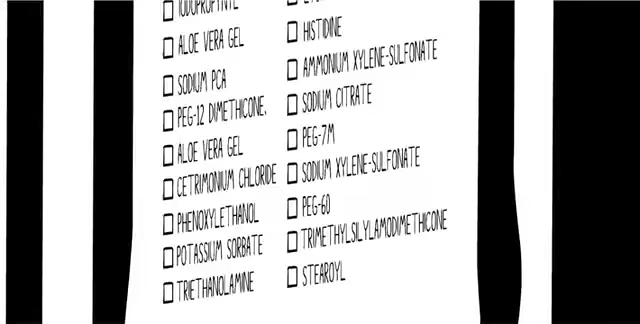 IODOPROPYNYL
ALOE VERA GEL
SODIUM PCA
PEG-12 DIMETHICONE.
ALOE VERA GEL
CETRIMONIUM CHLORIDE
PHENOXYLETHANOL
POTASSIUM SORBATE
TRIETHANOLAMINE
HISTIDINE
AMMONIUM XYLENE-SULFONATE
SODIUM CITRATE
PEG-7M
SODIUM XYLENE-SULFONATE
PEG-60
TRIMETHYLSILYLAMODIMETHICONE
STEAROYL